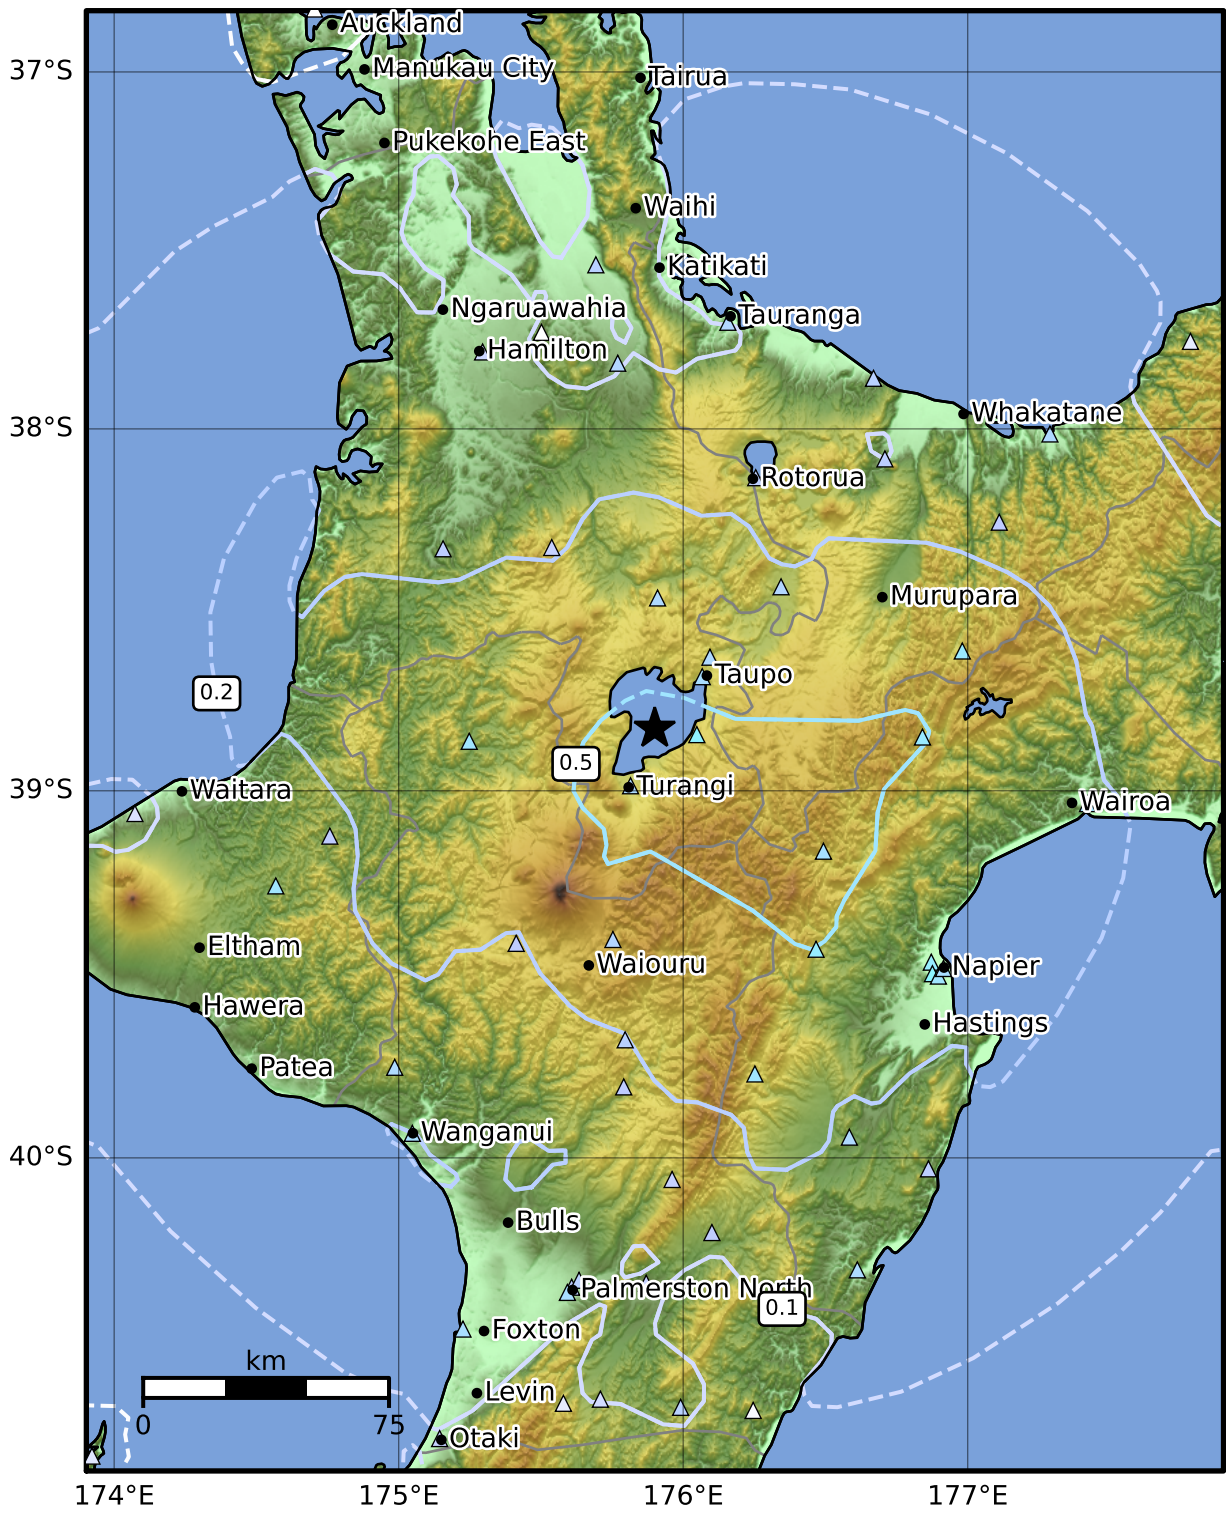 Auckland
37°S
Manukau City
Tairua
Pukekohe East
Waihi
Katikati
Ngaruawahia
Tauranga
Hamilton
38°S
Whakatane
Rotorua
Murupara
Taupo
0.2
0.5
39°S
Waitara
Turangi
Wairoa
Eltham
Waiouru
Napier
Hawera
Hastings
Patea
Wanganui
40°S
Bulls
Palmerston North
0.1
Foxton
km
Levin
0
75
Otaki
174°E
175°E
176°E
177°E